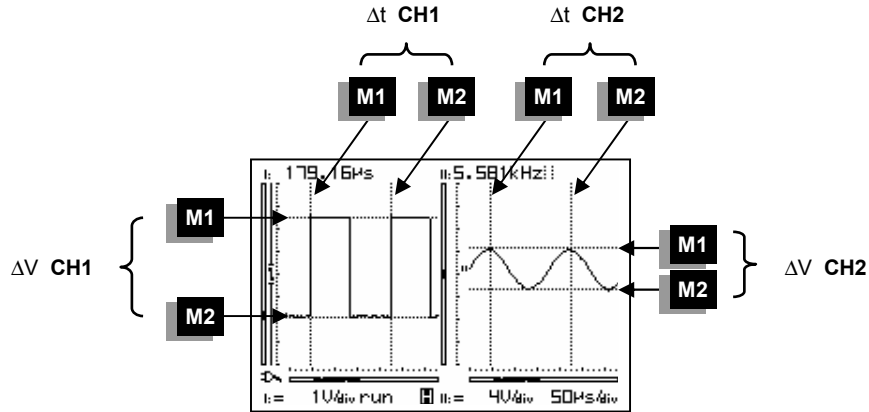 Δt CH1 Δt CH2
M1 M2 M1 M2
I: 179.16µs II:5.581kHz
M1 M1
ΔV CH1 ΔV CH2
M2 M2
I:= 1V/div run H II:= 4V/div 50µs/div